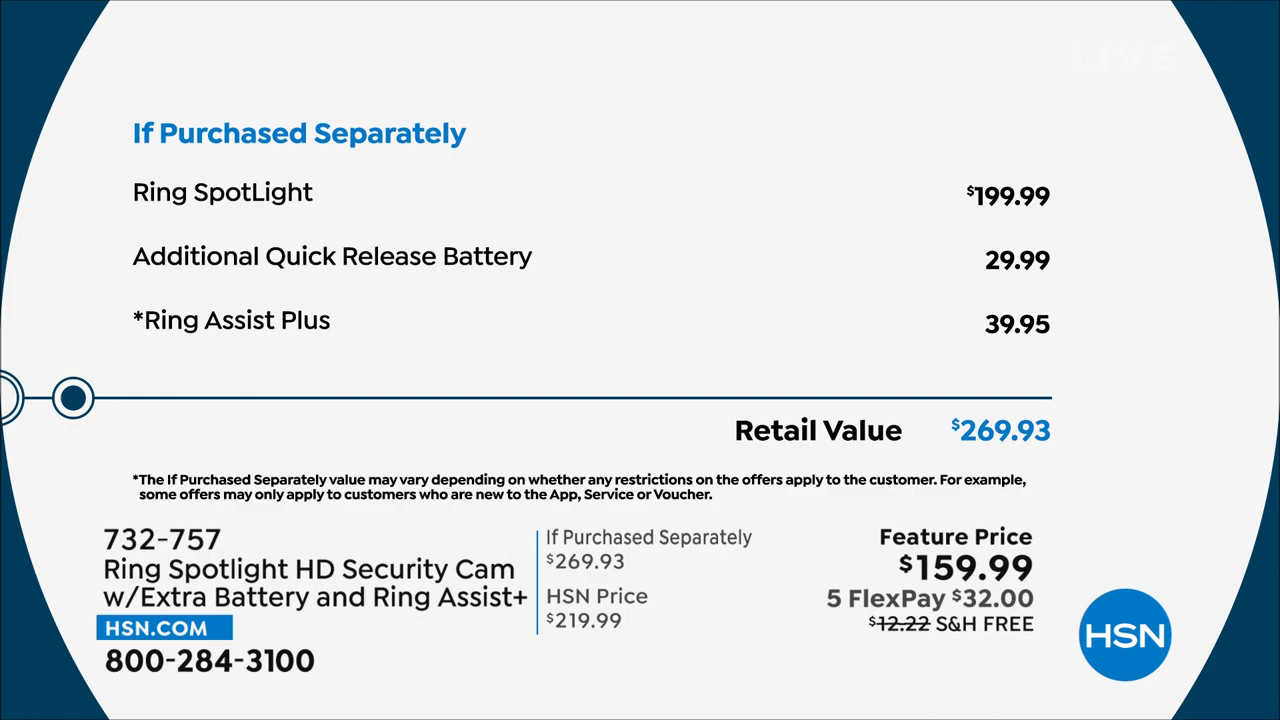 LIVE
If Purchased Separately
Ring SpotLight $199.99
Additional Quick Release Battery 29.99
*Ring Assist Plus 39.95
Retail Value $269.93
*The If Purchased Separately value may vary depending on whether any restrictions on the offers apply to the customer. For example,
some offers may only apply to customers who are new to the App, Service or Voucher.
732-757
Ring Spotlight HD Security Cam
w/Extra Battery and Ring Assist+
HSN.COM
800-284-3100
If Purchased Separately
$269.93
HSN Price
$219.99
Feature Price
$159.99
5 FlexPay $32.00
$12.22 S&H FREE
HSN